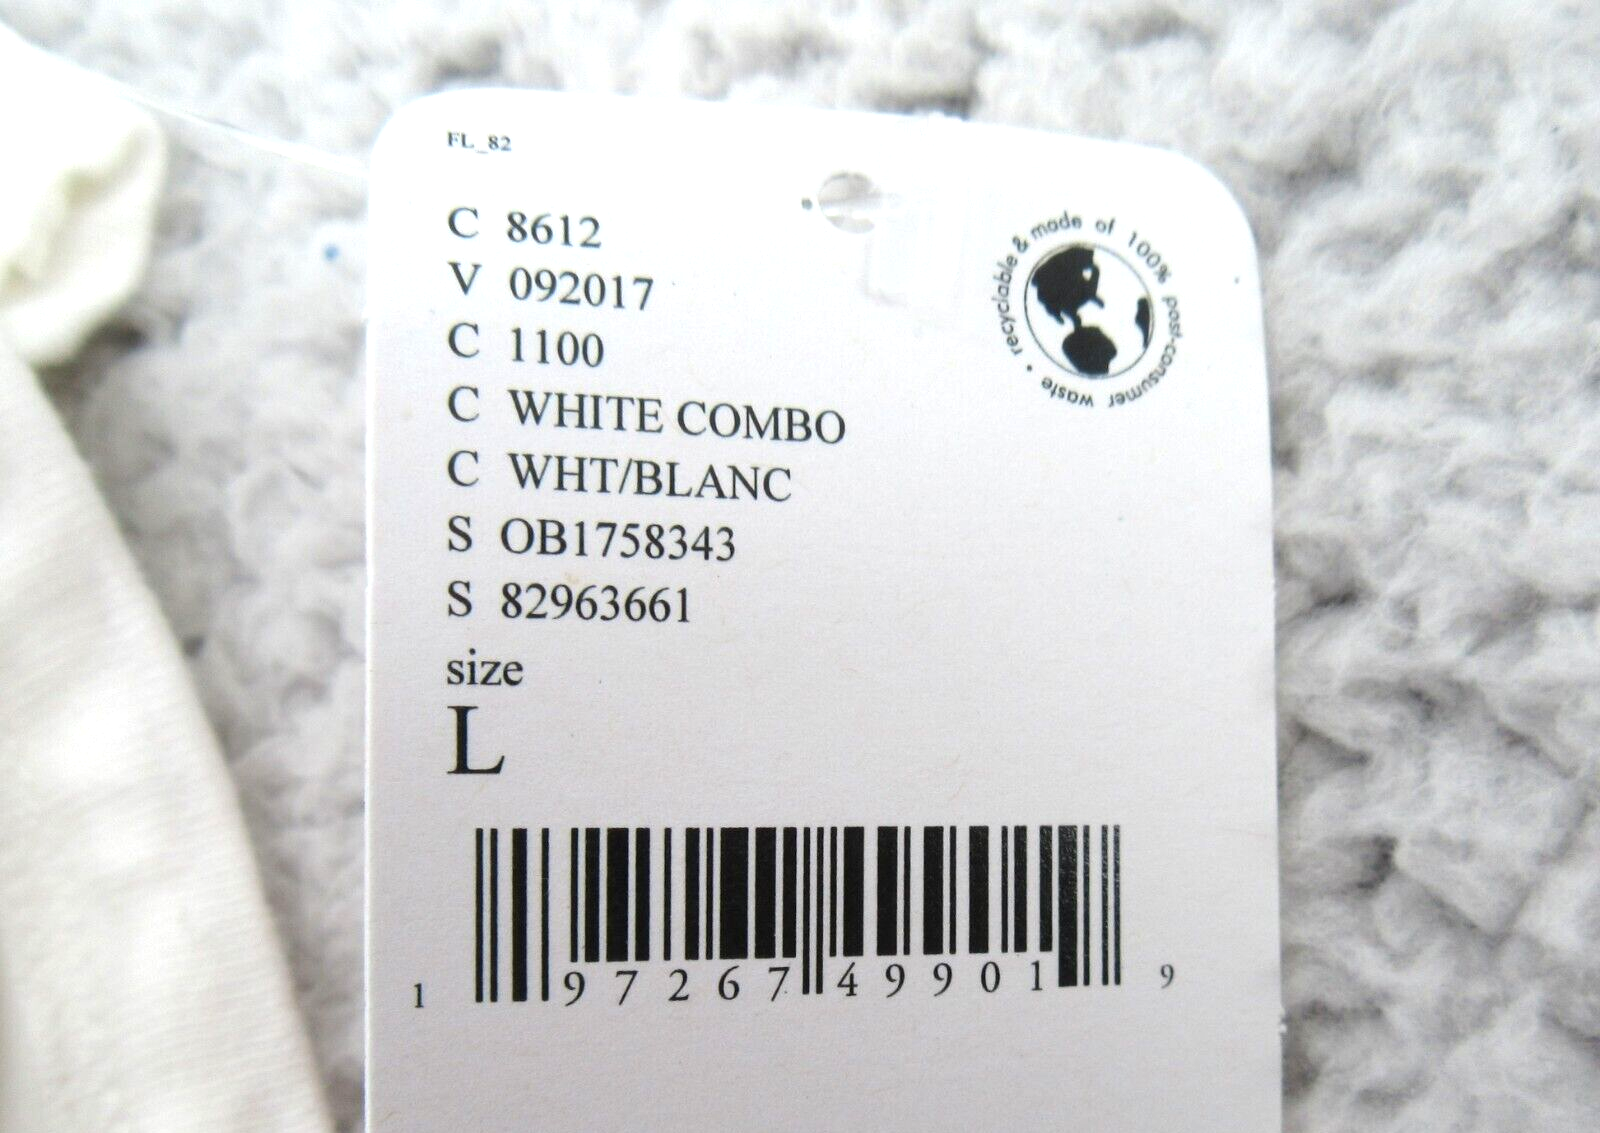 FL_82
recyclable & made of 100% post-consumer waste •
C 8612
V 092017
C 1100
C WHITE COMBO
C WHT/BLANC
S OB1758343
S 82963661
size
L
1 97267 49901 9